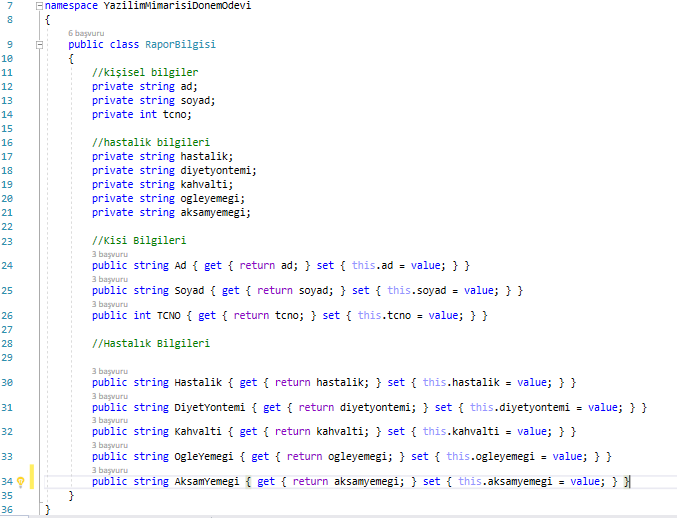 7 namespace YazilimMimarisiDonemOdevi
8 {
6 başvuru
9 public class RaporBilgisi
10 {
11 //kişisel bilgiler
12 private string ad;
13 private string soyad;
14 private int tcno;
15
16 //hastalik bilgileri
17 private string hastalik;
18 private string diyetyontemi;
19 private string kahvalti;
20 private string ogleyemegi;
21 private string aksamyemegi;
22
23 //Kisi Bilgileri
3 başvuru
24 public string Ad { get { return ad; } set { this.ad = value; } }
3 başvuru
25 public string Soyad { get { return soyad; } set { this.soyad = value; } }
3 başvuru
26 public int TCNO { get { return tcno; } set { this.tcno = value; } }
27
28 //Hastalık Bilgileri
29
3 başvuru
30 public string Hastalik { get { return hastalik; } set { this.hastalik = value; } }
3 başvuru
31 public string DiyetYontemi { get { return diyetyontemi; } set { this.diyetyontemi = value; } }
3 başvuru
32 public string Kahvalti { get { return kahvalti; } set { this.kahvalti = value; } }
3 başvuru
33 public string OgleYemegi { get { return ogleyemegi; } set { this.ogleyemegi = value; } }
3 başvuru
34 public string AksamYemegi { get { return aksamyemegi; } set { this.aksamyemegi = value; } }
35 }
36 }